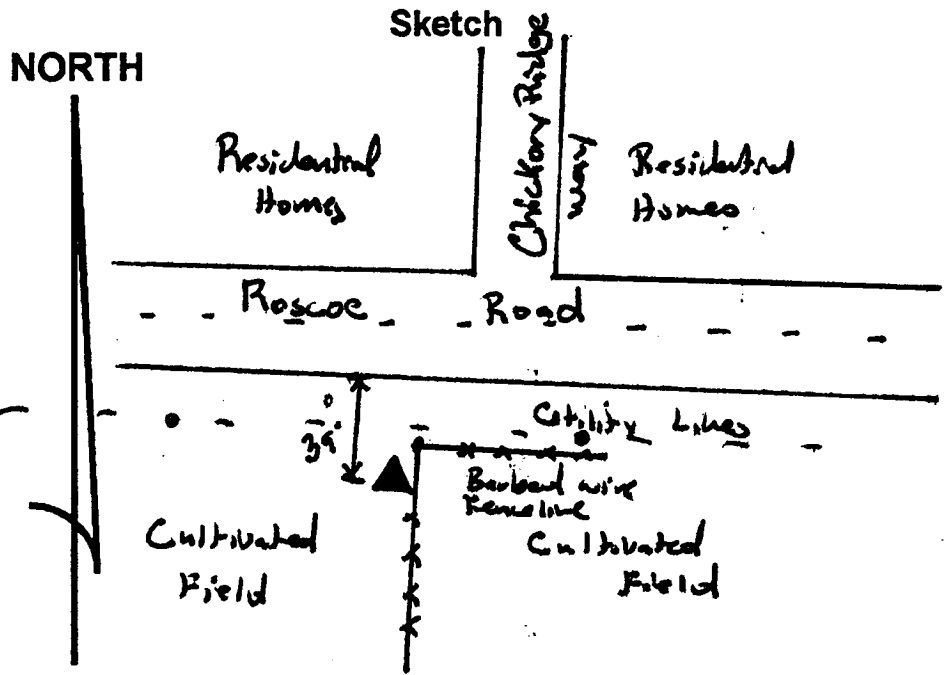 Sketch
NORTH
Chickory Ridge
Way
Residential
Homes
Residential
Homes
Roscoe Road
Utility Lines
Barbed wire
Fenceline
Cultivated
Field
Cultivated
Field